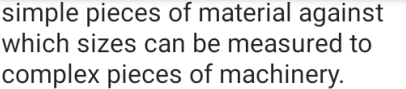 simple pieces of material against
which sizes can be measured to
complex pieces of machinery.